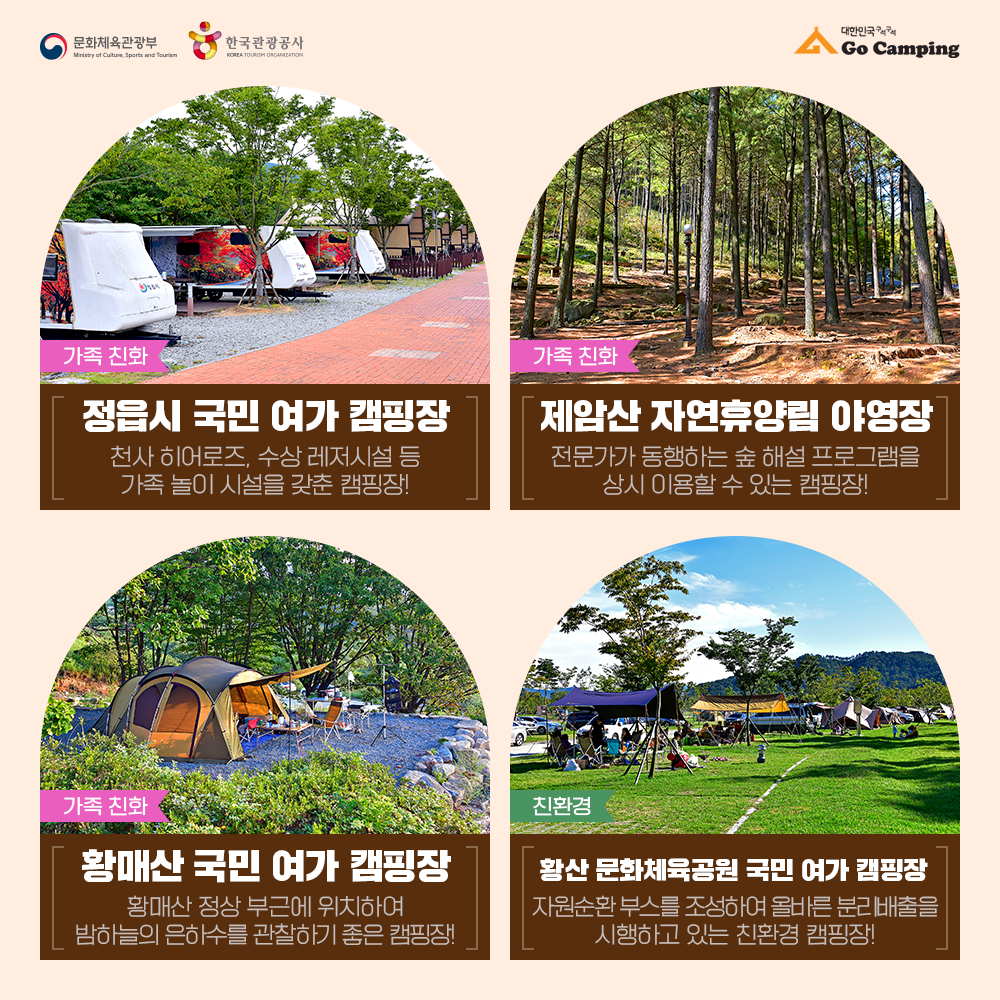 문화체육관광부
Ministry of Culture, Sports and Tourism
한국관광공사
KOREA TOURISM ORGANIZATION
대한민국 구석구석
Go Camping
가족 친화
정읍시 국민 여가 캠핑장
천사 히어로즈, 수상 레저시설 등
가족 놀이 시설을 갖춘 캠핑장!
가족 친화
제암산 자연휴양림 야영장
전문가가 동행하는 숲 해설 프로그램을
상시 이용할 수 있는 캠핑장!
가족 친화
황매산 국민 여가 캠핑장
황매산 정상 부근에 위치하여
밤하늘의 은하수를 관찰하기 좋은 캠핑장!
친환경
황산 문화체육공원 국민 여가 캠핑장
자원순환 부스를 조성하여 올바른 분리배출을
시행하고 있는 친환경 캠핑장!